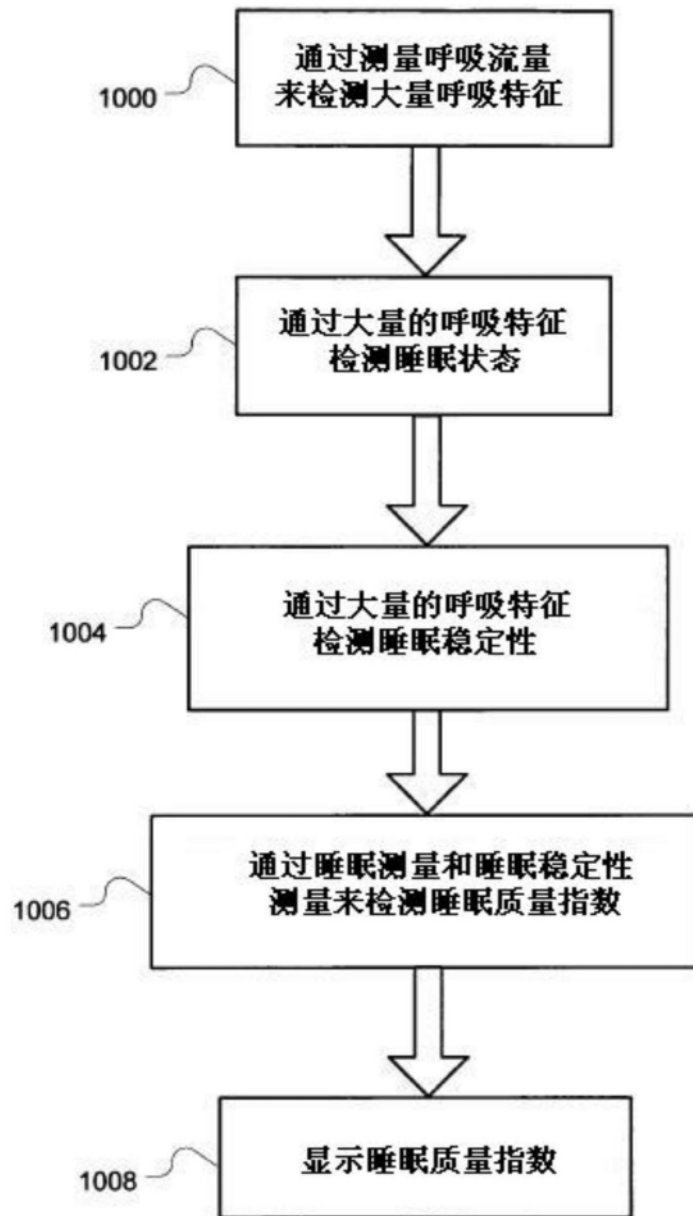 通过测量呼吸流量
来检测大量呼吸特征
1000
通过大量的呼吸特征
检测睡眠状态
1002
通过大量的呼吸特征
检测睡眠稳定性
1004
通过睡眠测量和睡眠稳定性
测量来检测睡眠质量指数
1006
显示睡眠质量指数
1008